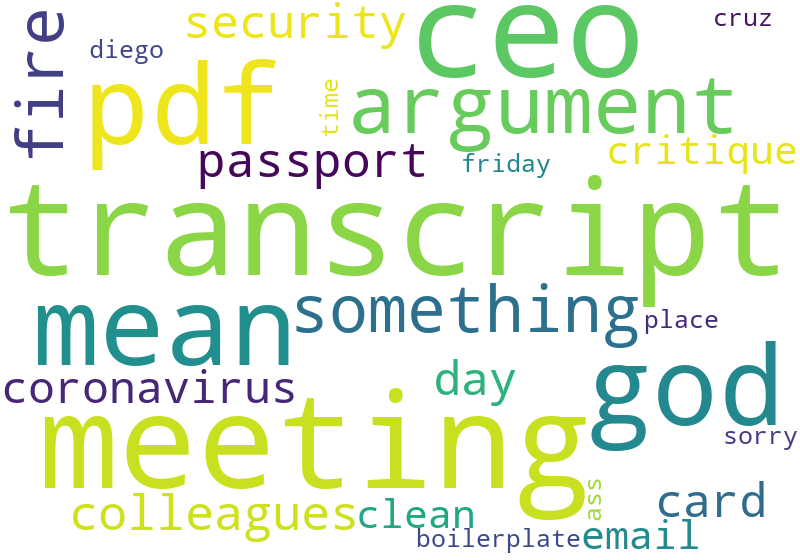 fire
diego
security
ceo
cruz
pdf
time
argument
passport
friday
critique
transcript
mean
something
place
coronavirus
day
god
meeting
sorry
colleagues
clean
ass
card
boilerplate
email